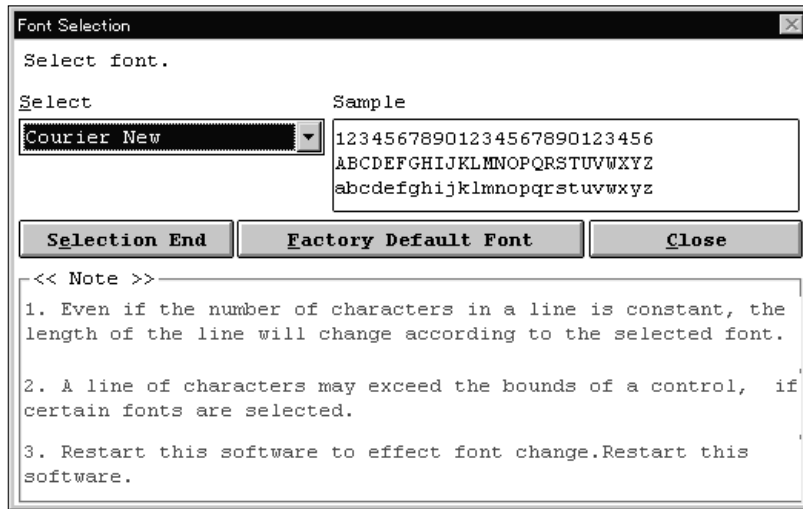 Font Selection
Select font.
Select
Sample
Courier New
1234567890123456789０123456
ABCDEFGHIJKLMNOPQRSTUVWXYZ
abcdefghijklmnopqrstuvwxyz
Selection End
Factory Default Font
Close
<< Note >>
1. Even if the number of characters in a line is constant, the
length of the line will change according to the selected font.
2. A line of characters may exceed the bounds of a control,  if
certain fonts are selected.
3. Restart this software to effect font change.Restart this
software.